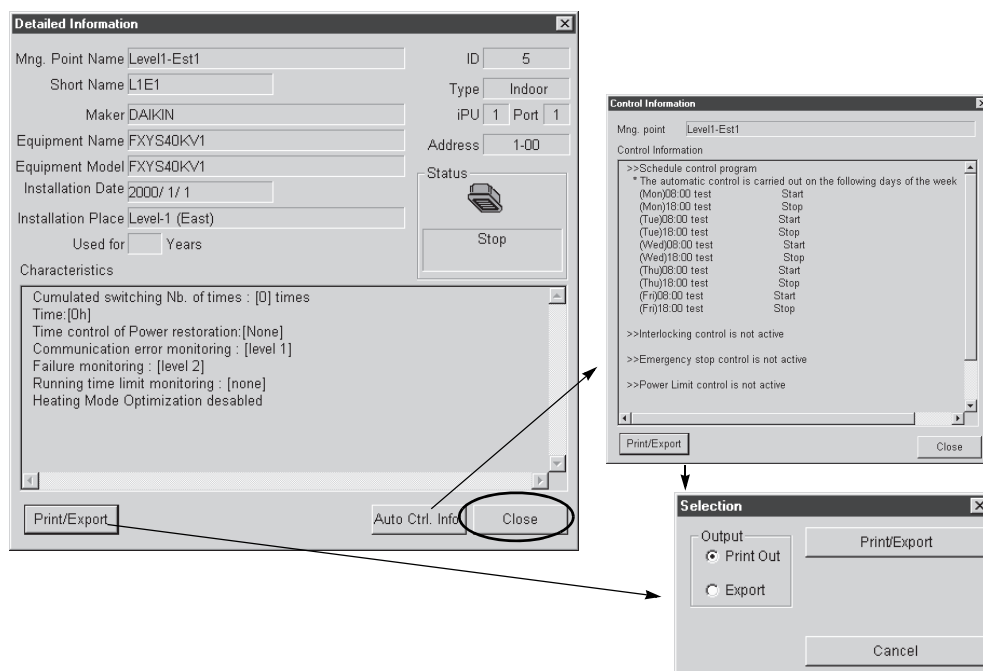 Detailed Information
Mng. Point Name Level1-Est1
Short Name L1E1
Maker DAIKIN
Equipment Name FXYS40KV1
Equipment Model FXYS40KV1
Installation Date 2000/ 1/ 1
Installation Place Level-1 (East)
Used for Years
ID 5
Type Indoor
iPU 1 Port 1
Address 1-00
Status
Stop
Characteristics
Cumulated switching Nb. of times : [0] times
Time:[0h]
Time control of Power restoration:[None]
Communication error monitoring : [level 1]
Failure monitoring : [level 2]
Running time limit monitoring : [none]
Heating Mode Optimization desabled
Print/Export
Auto Ctrl. Info
Close
Control Information
Mng. point Level1-Est1
Control Information
>>Schedule control program
* The automatic control is carried out on the following days of the week
(Mon)08:00 test Start
(Mon)18:00 test Stop
(Tue)08:00 test Start
(Tue)18:00 test Stop
(Wed)08:00 test Start
(Wed)18:00 test Stop
(Thu)08:00 test Start
(Thu)18:00 test Stop
(Fri)08:00 test Start
(Fri)18:00 test Stop
>>Interlocking control is not active
>>Emergency stop control is not active
>>Power Limit control is not active
Print/Export
Close
Selection
Output
Print Out
Export
Print/Export
Cancel